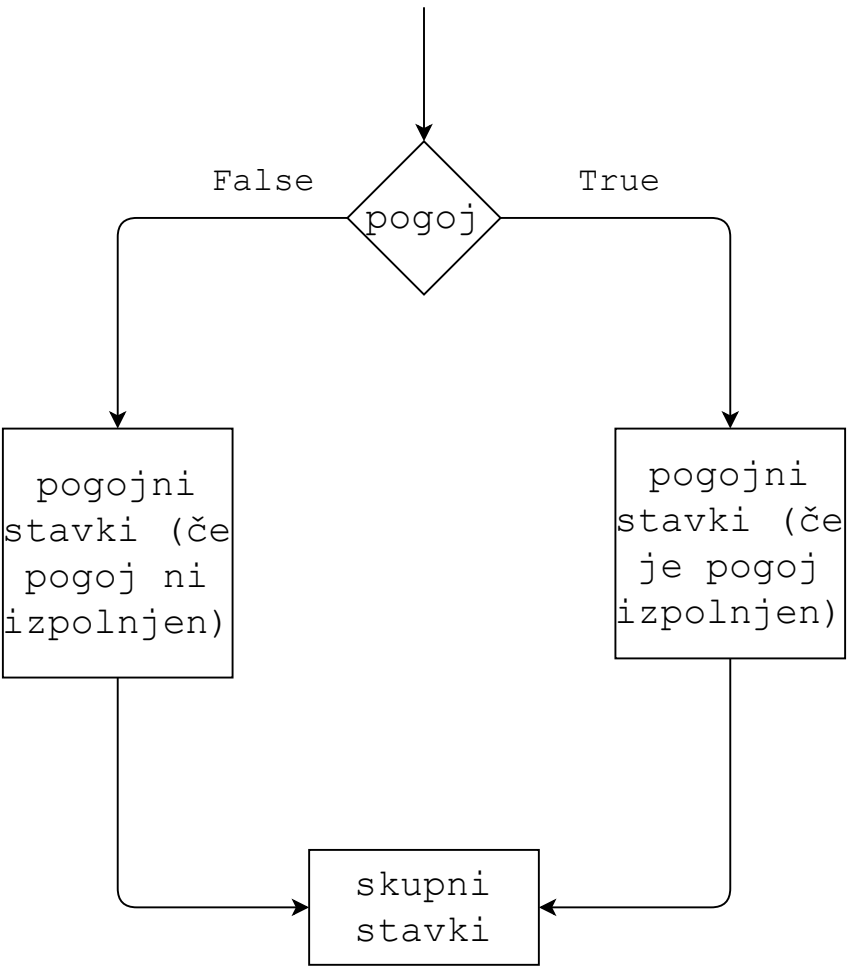 False
True
pogoj
pogojni
stavki (če
pogoj ni
izpolnjen)
pogojni
stavki (če
je pogoj
izpolnjen)
skupni
stavki